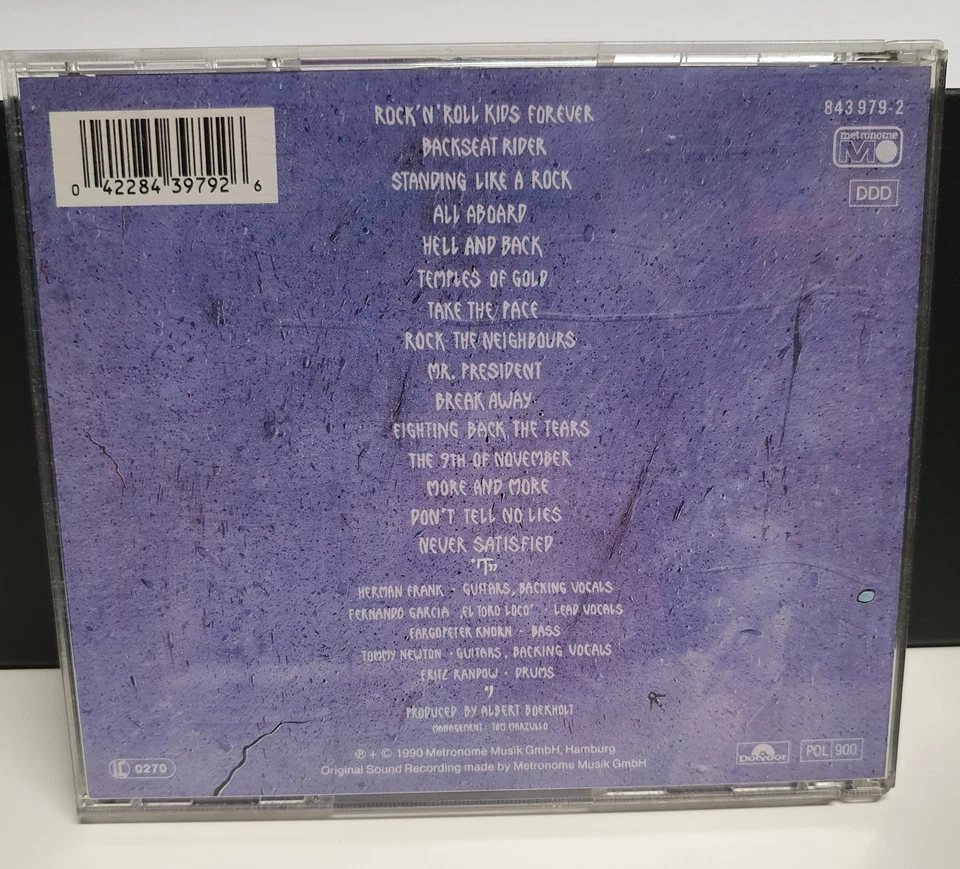 0 42284 39792 6
843 979-2
metronome
DDD
ROCK'N'ROLL KIDS FOREVER
BACKSEAT RIDER
STANDING LIKE A ROCK
ALL ABOARD
HELL AND BACK
TEMPLES OF GOLD
TAKE THE PACE
ROCK THE NEIGHBOURS
MR. PRESIDENT
BREAK AWAY
FIGHTING BACK THE TEARS
THE 9TH OF NOVEMBER
MORE AND MORE
DON'T TELL NO LIES
NEVER SATISFIED
HERMAN FRANK · GUITARS, BACKING VOCALS
FERNANDO GARCIA „EL TORO LOCO" · LEAD VOCALS
FARGOPETER KNORN · BASS
TOMMY NEWTON · GUITARS, BACKING VOCALS
FRITZ RANDOW · DRUMS
PRODUCED BY ALBERT BOEKHOLT
MANAGEMENT · TOM MARZULLO
℗ + © 1990 Metronome Musik GmbH, Hamburg
Original Sound Recording made by Metronome Musik GmbH
LC 0270
Polydor
POL 900